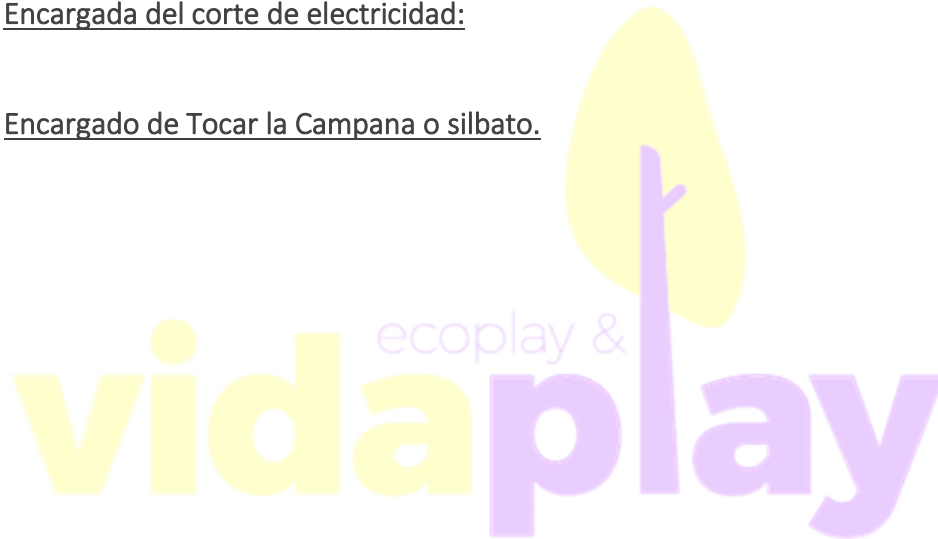 Encargada del corte de electricidad:
Encargado de Tocar la Campana o silbato.
ecoplay &
vidaplay